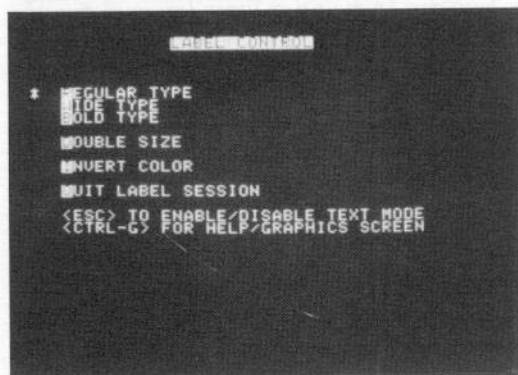 LABEL CONTROL
* REGULAR TYPE
WIDE TYPE
BOLD TYPE
DOUBLE SIZE
INVERT COLOR
QUIT LABEL SESSION
<ESC> TO ENABLE/DISABLE TEXT MODE
<CTRL-G> FOR HELP/GRAPHICS SCREEN